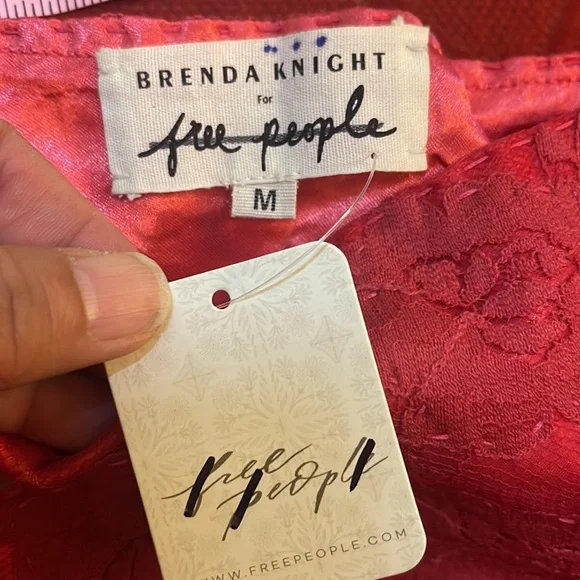 BRENDA KNIGHT
For
free people
M
free people
WWW.FREEPEOPLE.COM